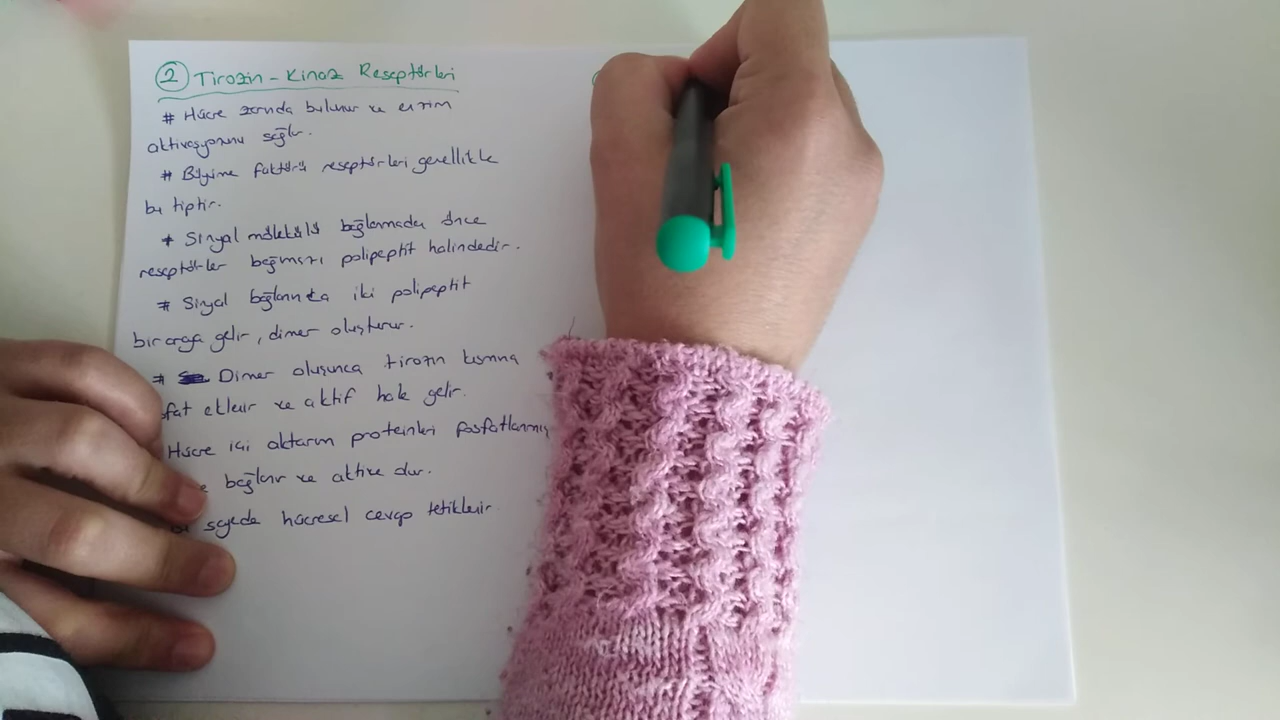 2 Tirozin - Kinaz Reseptörleri
# Hücre zarında bulunur ve enzim
aktivasyonunu sağlar.
# Büyüme faktörü reseptörleri genellikle
bu tiptir.
# Sinyal molekülü bağlanmadan önce
reseptörler bağımsız polipeptit halindedir.
# Sinyal bağlanınca iki polipeptit
bir araya gelir, dimer oluşturur.
# Dimer oluşunca tirozin kısmına
fat eklenir ve aktif hale gelir.
Hücre içi aktarım proteinleri fosfatlanmış
e bağlanır ve aktive olur.
sayede hücresel cevap tetiklenir.